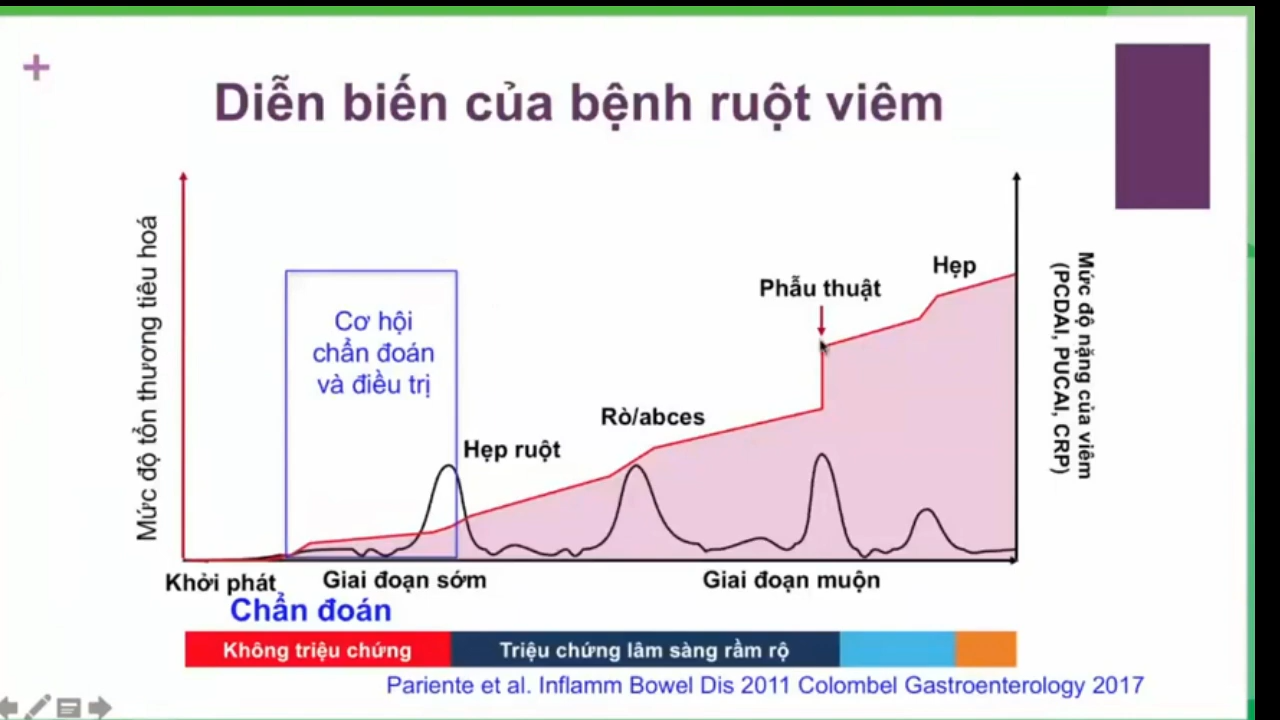 Diễn biến của bệnh ruột viêm
Mức độ tổn thương tiêu hoá
Cơ hội
chẩn đoán
và điều trị
Hẹp ruột
Rò/abces
Phẫu thuật
Hẹp
Mức độ nặng của viêm
(PCDAI, PUCAI, CRP)
Khởi phát
Giai đoạn sớm
Giai đoạn muộn
Chẩn đoán
Không triệu chứng
Triệu chứng lâm sàng rầm rộ
Pariente et al. Inflamm Bowel Dis 2011 Colombel Gastroenterology 2017